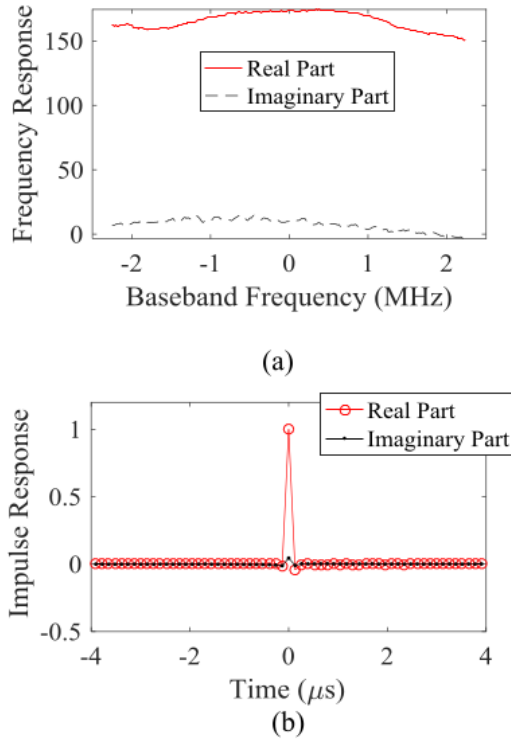 Frequency Response
175
150
100
50
0
Real Part
Imaginary Part
-2 -1 0 1 2
Baseband Frequency (MHz)
(a)
Impulse Response
1
0.5
0
-0.5
Real Part
Imaginary Part
-4 -2 0 2 4
Time (μs)
(b)